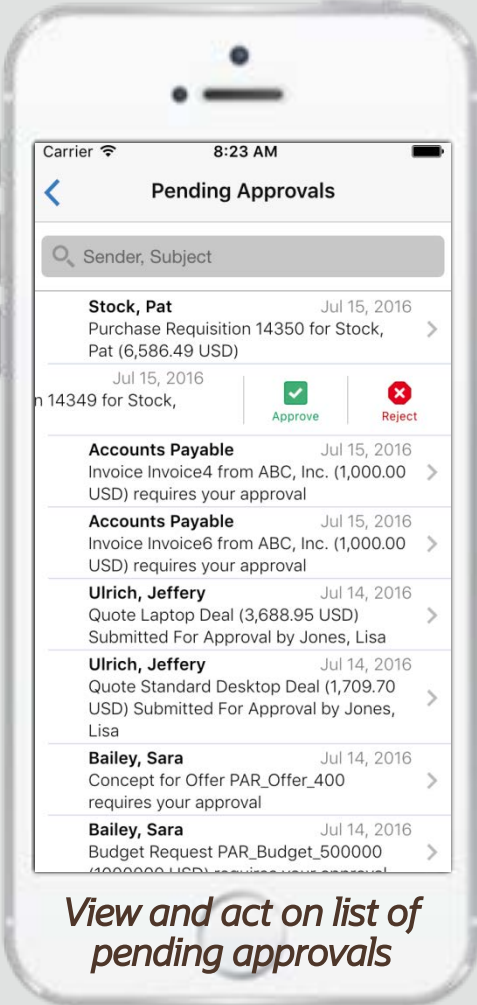 Carrier 8:23 AM
Pending Approvals
Sender, Subject
Stock, Pat Jul 15, 2016
Purchase Requisition 14350 for Stock,
Pat (6,586.49 USD)
Jul 15, 2016
n 14349 for Stock,
Approve Reject
Accounts Payable Jul 15, 2016
Invoice Invoice4 from ABC, Inc. (1,000.00
USD) requires your approval
Accounts Payable Jul 15, 2016
Invoice Invoice6 from ABC, Inc. (1,000.00
USD) requires your approval
Ulrich, Jeffery Jul 14, 2016
Quote Laptop Deal (3,688.95 USD)
Submitted For Approval by Jones, Lisa
Ulrich, Jeffery Jul 14, 2016
Quote Standard Desktop Deal (1,709.70
USD) Submitted For Approval by Jones,
Lisa
Bailey, Sara Jul 14, 2016
Concept for Offer PAR_Offer_400
requires your approval
Bailey, Sara Jul 14, 2016
Budget Request PAR_Budget_500000
(1000000 USD) requires your approval
View and act on list of
pending approvals